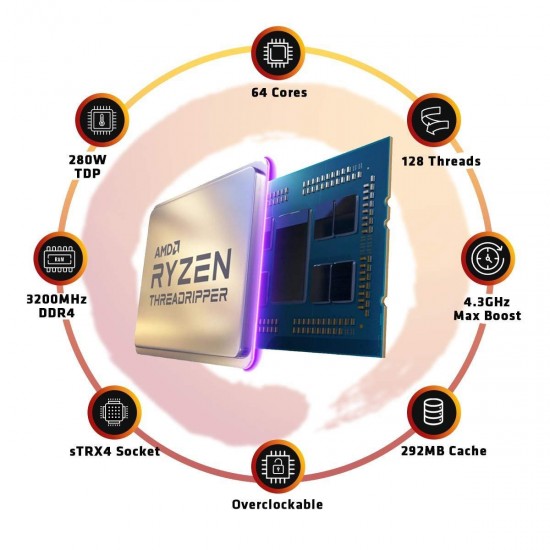 64 Cores
280W
TDP
128 Threads
AMD
RYZEN
THREADRIPPER
RAM
3200MHz
DDR4
4.3GHz
Max Boost
sTRX4 Socket
292MB Cache
Overclockable